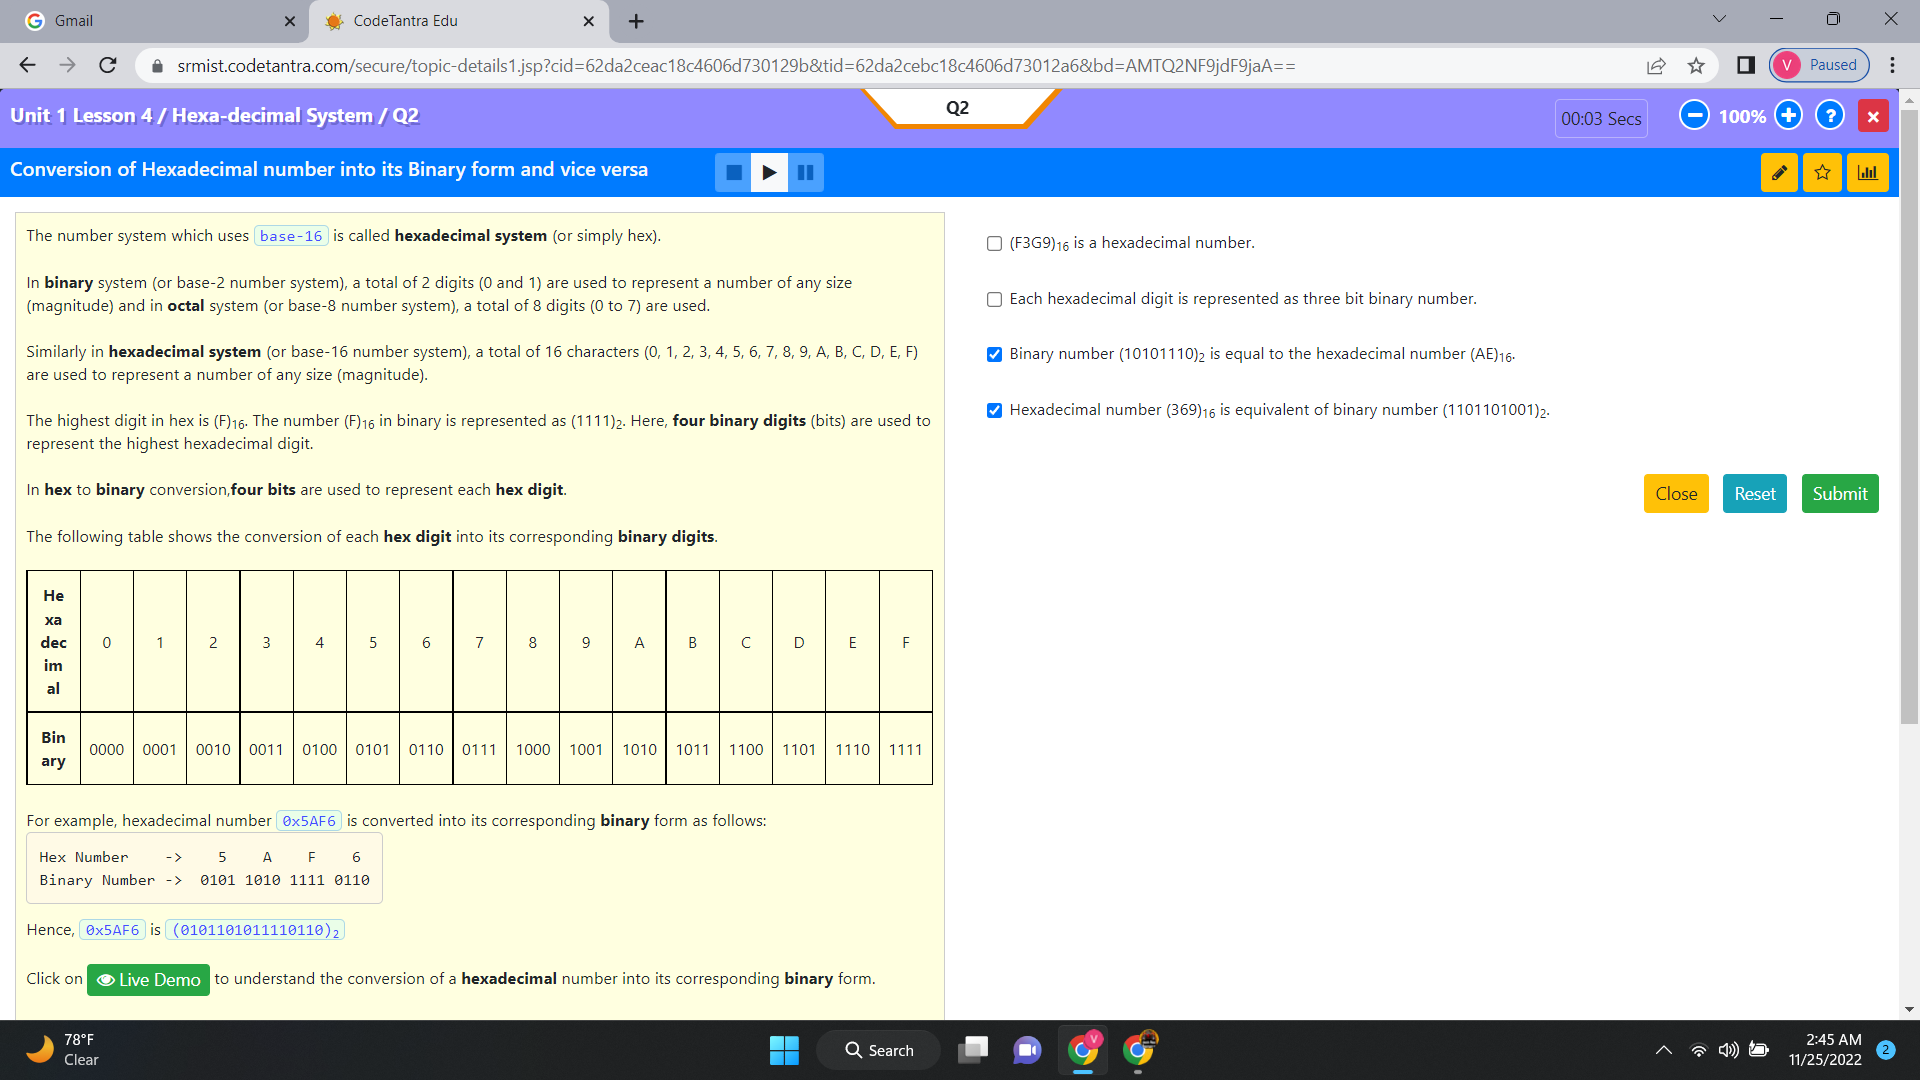 Gmail
CodeTantra Edu
srmist.codetantra.com/secure/topic-details1.jsp?cid=62da2ceac18c4606d730129b&tid=62da2cebc18c4606d73012a6&bd=AMTQ2NF9jdF9jaA==
V Paused
Unit 1 Lesson 4 / Hexa-decimal System / Q2
Q2
00:03 Secs
100%
?
Conversion of Hexadecimal number into its Binary form and vice versa
The number system which uses base-16 is called hexadecimal system (or simply hex).
In binary system (or base-2 number system), a total of 2 digits (0 and 1) are used to represent a number of any size
(magnitude) and in octal system (or base-8 number system), a total of 8 digits (0 to 7) are used.
Similarly in hexadecimal system (or base-16 number system), a total of 16 characters (0, 1, 2, 3, 4, 5, 6, 7, 8, 9, A, B, C, D, E, F)
are used to represent a number of any size (magnitude).
The highest digit in hex is (F)16. The number (F)16 in binary is represented as (1111)2. Here, four binary digits (bits) are used to
represent the highest hexadecimal digit.
In hex to binary conversion,four bits are used to represent each hex digit.
The following table shows the conversion of each hex digit into its corresponding binary digits.
He
xa
dec
im
al
0 1 2 3 4 5 6 7 8 9 A B C D E F
Bin
ary
0000 0001 0010 0011 0100 0101 0110 0111 1000 1001 1010 1011 1100 1101 1110 1111
For example, hexadecimal number 0x5AF6 is converted into its corresponding binary form as follows:
Hex Number -> 5 A F 6
Binary Number -> 0101 1010 1111 0110
Hence, 0x5AF6 is (0101101011110110)2
Click on Live Demo to understand the conversion of a hexadecimal number into its corresponding binary form.
(F3G9)16 is a hexadecimal number.
Each hexadecimal digit is represented as three bit binary number.
Binary number (10101110)2 is equal to the hexadecimal number (AE)16.
Hexadecimal number (369)16 is equivalent of binary number (1101101001)2.
Close Reset Submit
78°F
Clear
Search
V
2:45 AM
11/25/2022
2